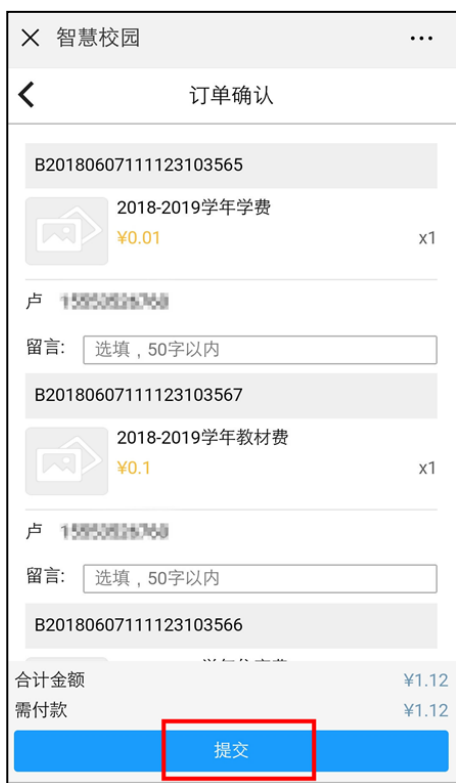 智慧校园
订单确认
B20180607111123103565
2018-2019学年学费
¥0.01 x1
卢
留言: 选填，50字以内
B20180607111123103567
2018-2019学年教材费
¥0.1 x1
卢
留言: 选填，50字以内
B20180607111123103566
合计金额 ¥1.12
需付款 ¥1.12
提交